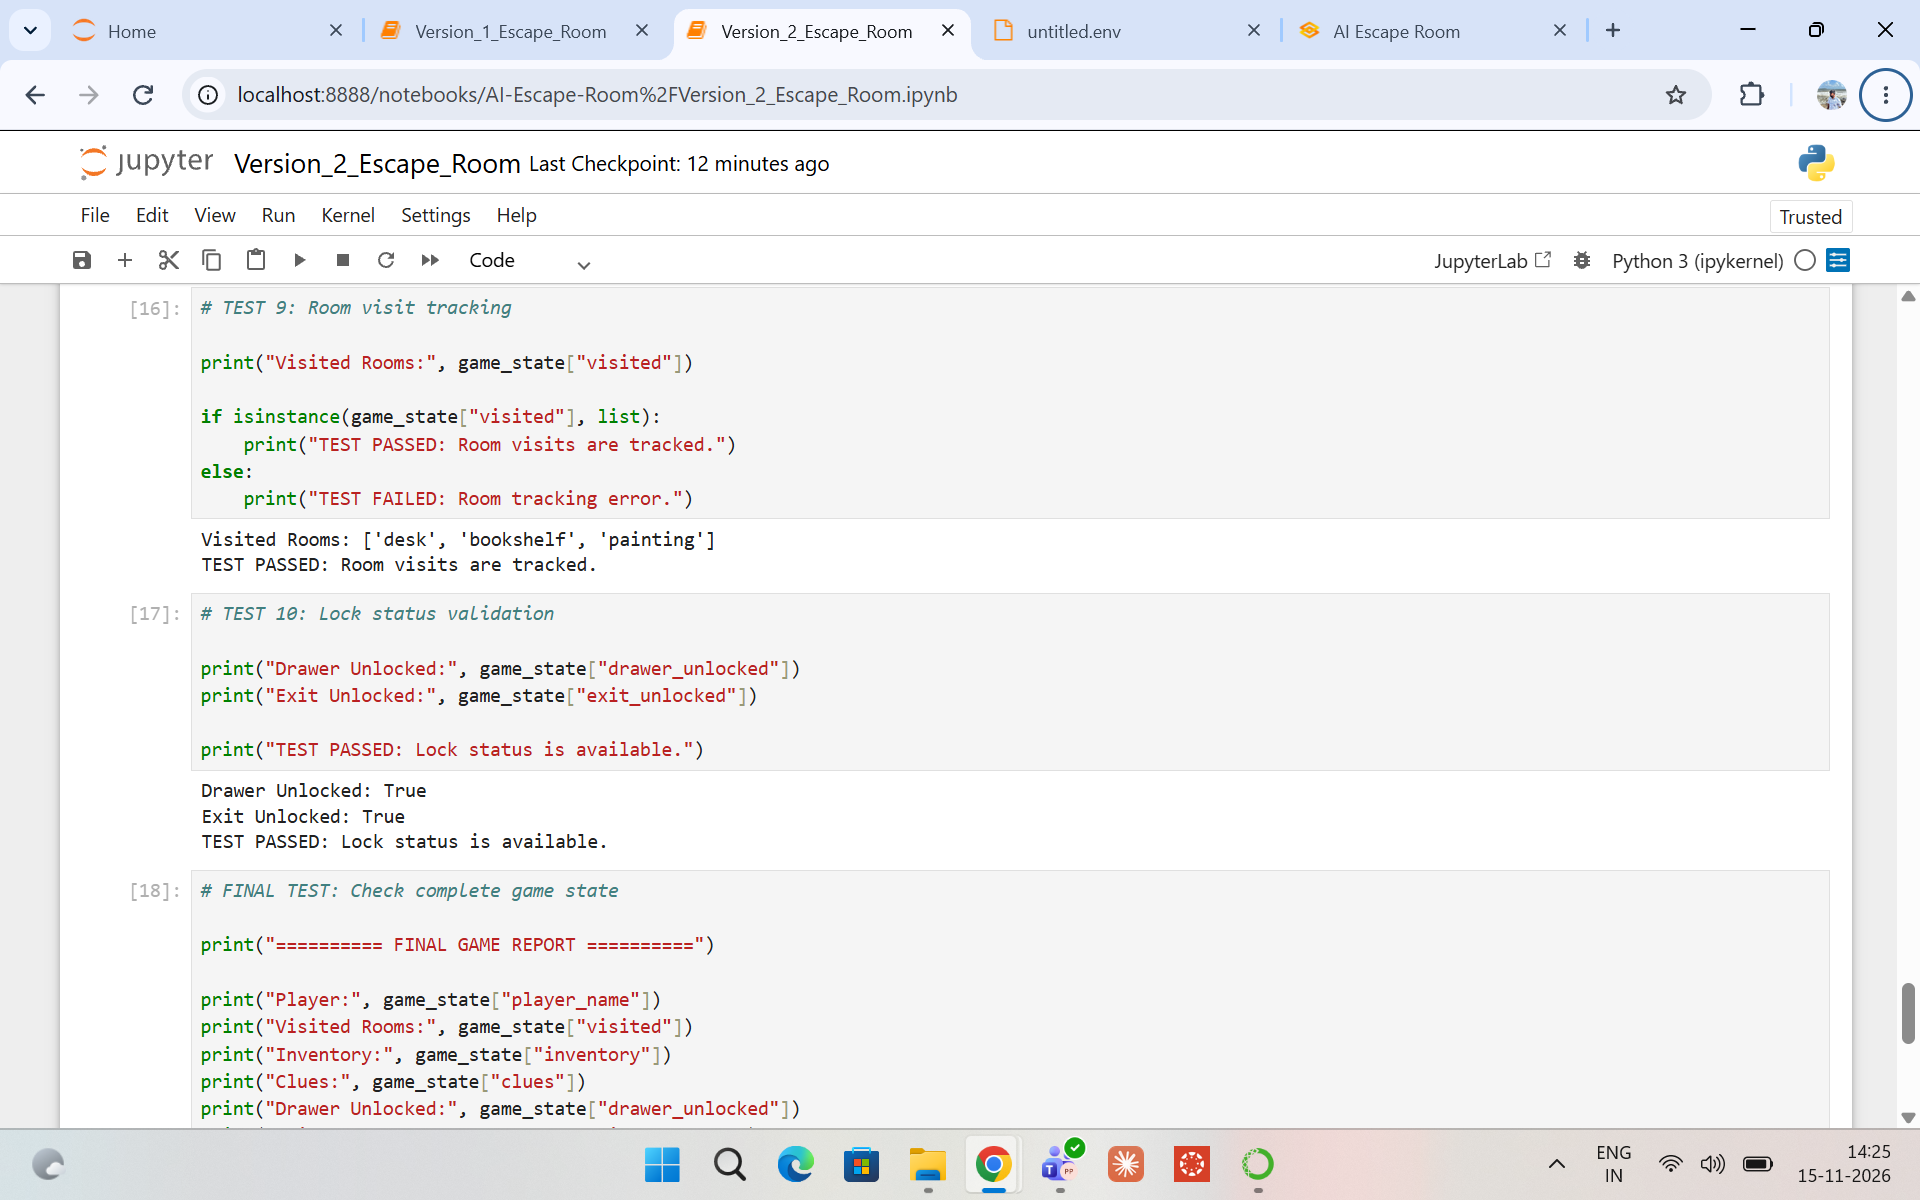 Home
Version_1_Escape_Room
Version_2_Escape_Room
untitled.env
AI Escape Room
localhost:8888/notebooks/AI-Escape-Room%2FVersion_2_Escape_Room.ipynb
jupyter Version_2_Escape_Room Last Checkpoint: 12 minutes ago
File Edit View Run Kernel Settings Help
Trusted
Code
JupyterLab
Python 3 (ipykernel)
[16]: # TEST 9: Room visit tracking
print("Visited Rooms:", game_state["visited"])
if isinstance(game_state["visited"], list):
    print("TEST PASSED: Room visits are tracked.")
else:
    print("TEST FAILED: Room tracking error.")
Visited Rooms: ['desk', 'bookshelf', 'painting']
TEST PASSED: Room visits are tracked.
[17]: # TEST 10: Lock status validation
print("Drawer Unlocked:", game_state["drawer_unlocked"])
print("Exit Unlocked:", game_state["exit_unlocked"])
print("TEST PASSED: Lock status is available.")
Drawer Unlocked: True
Exit Unlocked: True
TEST PASSED: Lock status is available.
[18]: # FINAL TEST: Check complete game state
print("========== FINAL GAME REPORT ==========")
print("Player:", game_state["player_name"])
print("Visited Rooms:", game_state["visited"])
print("Inventory:", game_state["inventory"])
print("Clues:", game_state["clues"])
print("Drawer Unlocked:", game_state["drawer_unlocked"])
T
PP
ENG
IN
14:25
15-11-2026